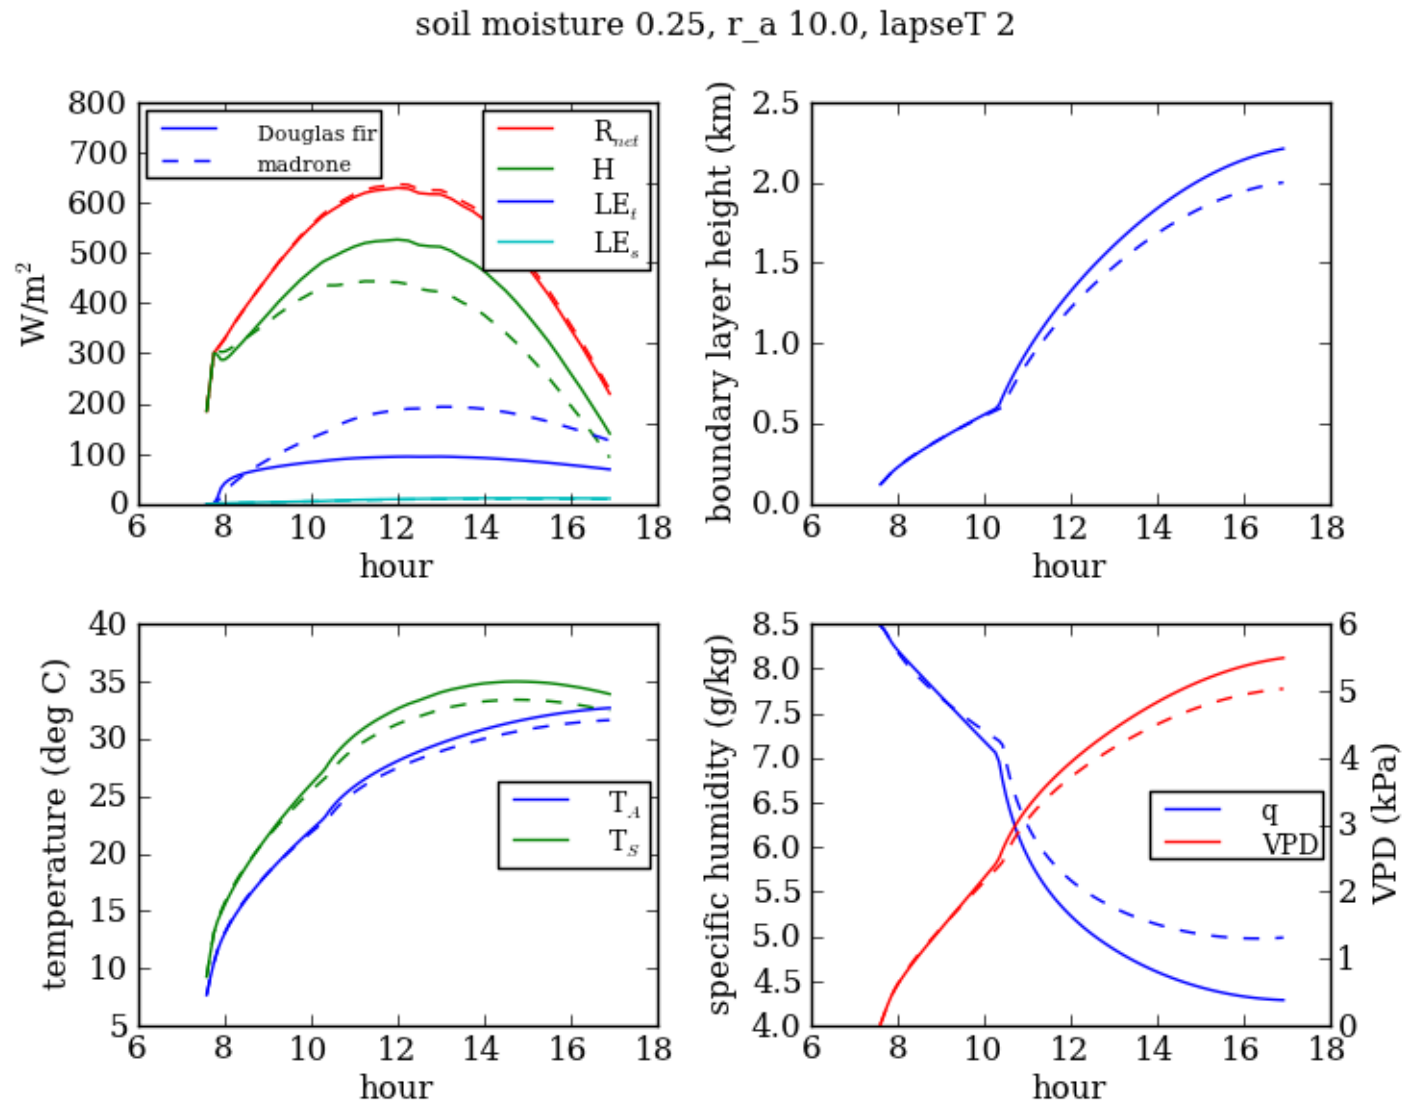 soil moisture 0.25, r_a 10.0, lapseT 2
800
700
600
500
400
300
200
100
0
W/m²
Douglas fir
madrone
R_net
H
LE_t
LE_s
6 8 10 12 14 16 18
hour
2.5
2.0
1.5
1.0
0.5
0.0
boundary layer height (km)
6 8 10 12 14 16 18
hour
40
35
30
25
20
15
10
5
temperature (deg C)
T_A
T_S
6 8 10 12 14 16 18
hour
8.5
8.0
7.5
7.0
6.5
6.0
5.5
5.0
4.5
4.0
specific humidity (g/kg)
q
VPD
6
5
4
3
2
1
0
VPD (kPa)
6 8 10 12 14 16 18
hour